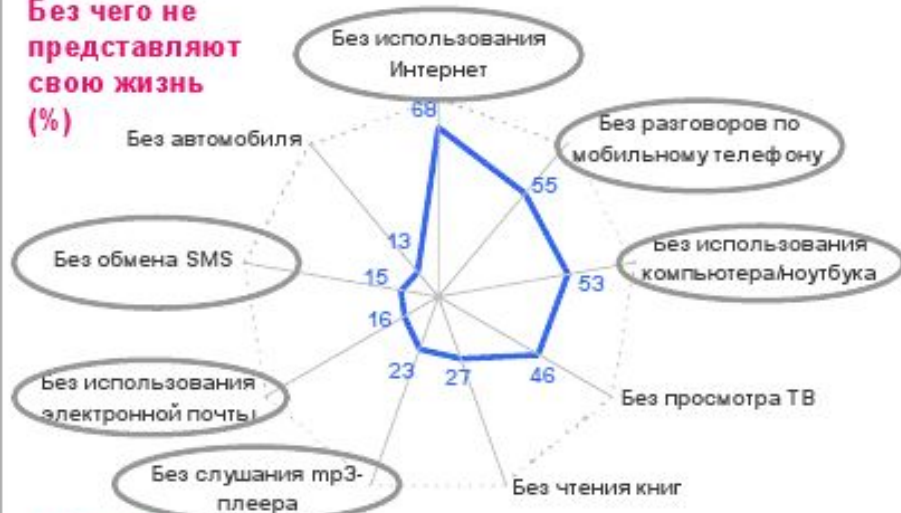 Без чего не
представляют
свою жизнь
(%)
Без использования
Интернет
68
Без разговоров по
мобильному телефону
55
Без использования
компьютера/ноутбука
53
Без просмотра ТВ
46
Без чтения книг
27
Без слушания mp3-
плеера
23
Без использования
электронной почты
16
Без обмена SMS
15
Без автомобиля
13